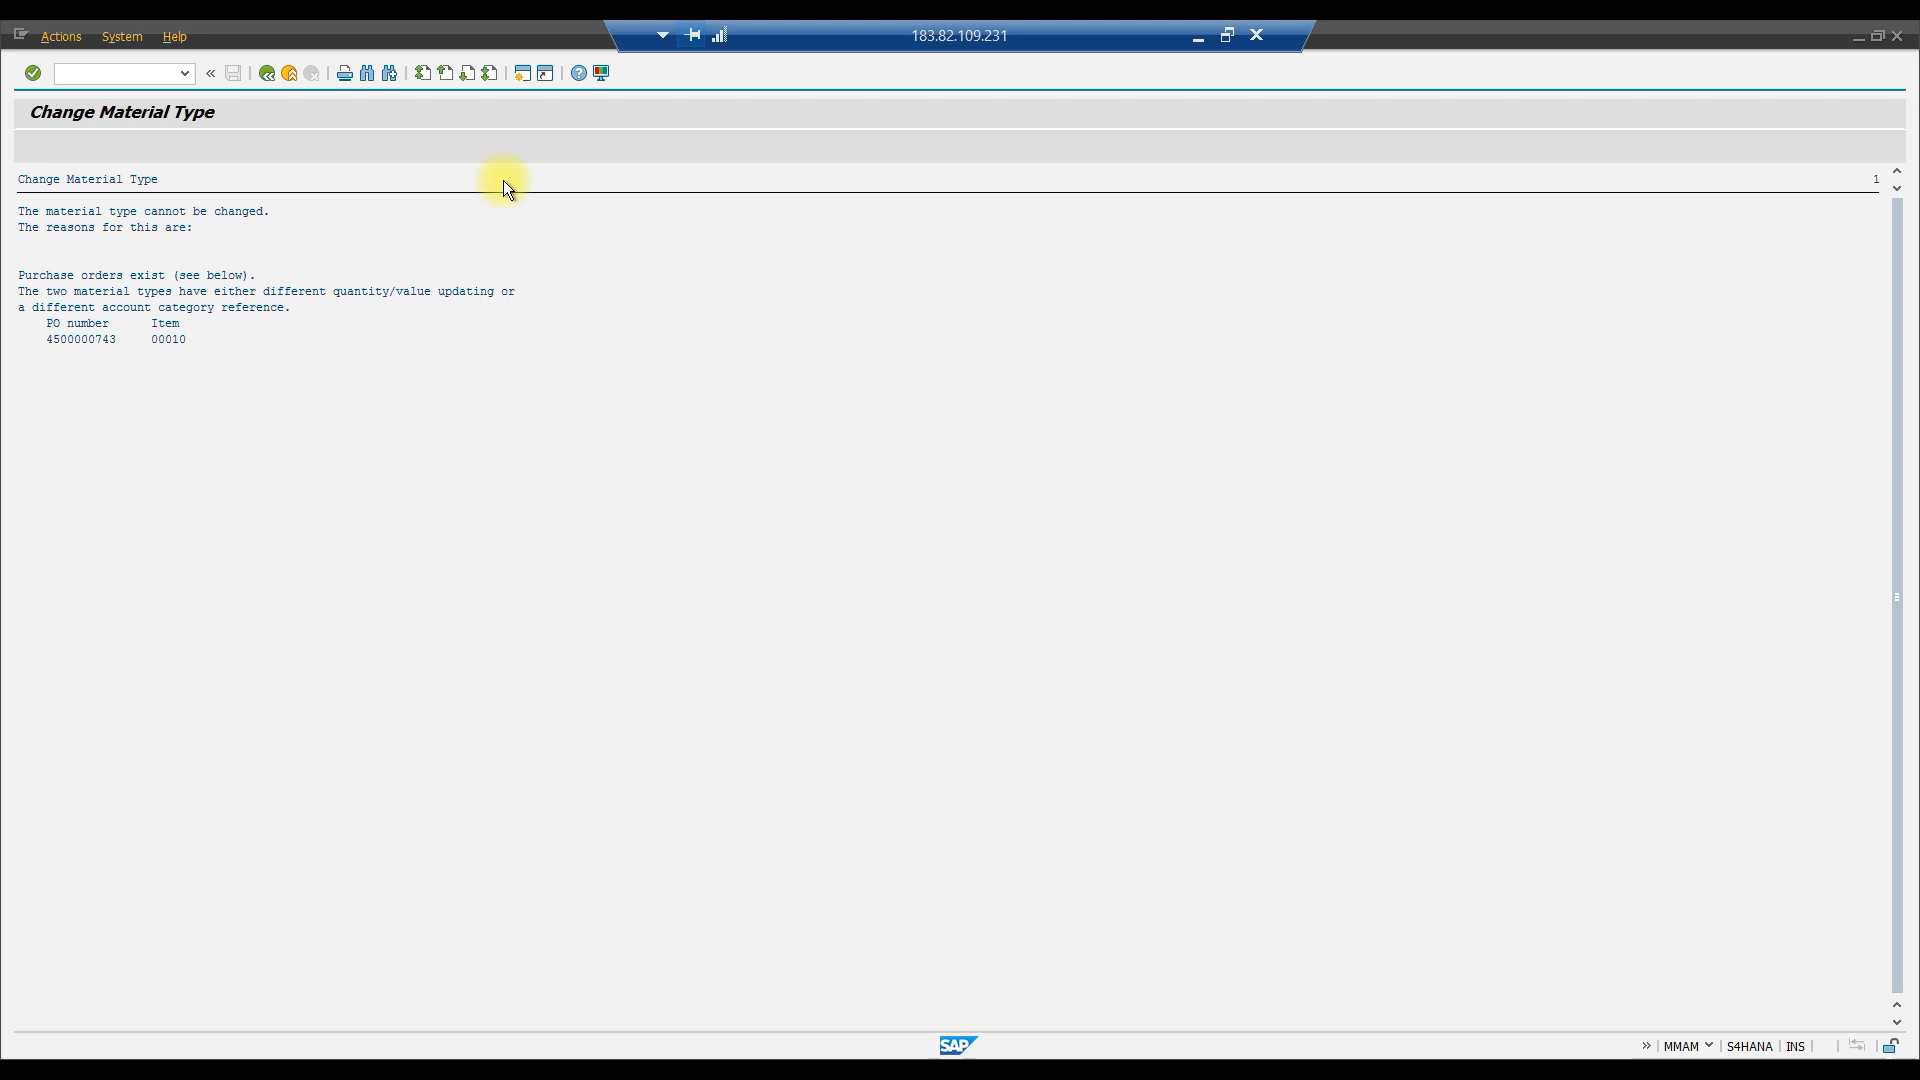 Actions System Help
183.82.109.231
Change Material Type
Change Material Type 1
The material type cannot be changed.
The reasons for this are:
Purchase orders exist (see below).
The two material types have either different quantity/value updating or
a different account category reference.
PO number Item
4500000743 00010
SAP
MMAM S4HANA INS